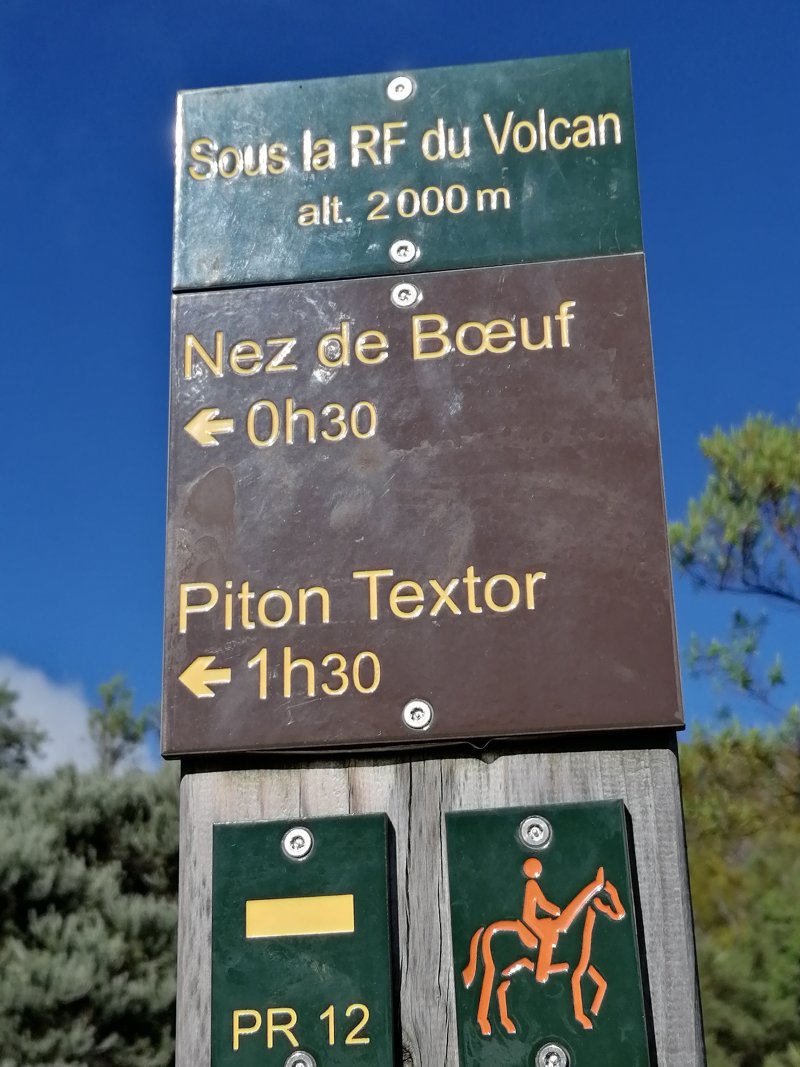 Sous la RF du Volcan
alt. 2000 m
Nez de Bœuf
← 0h30
Piton Textor
← 1h30
PR 12